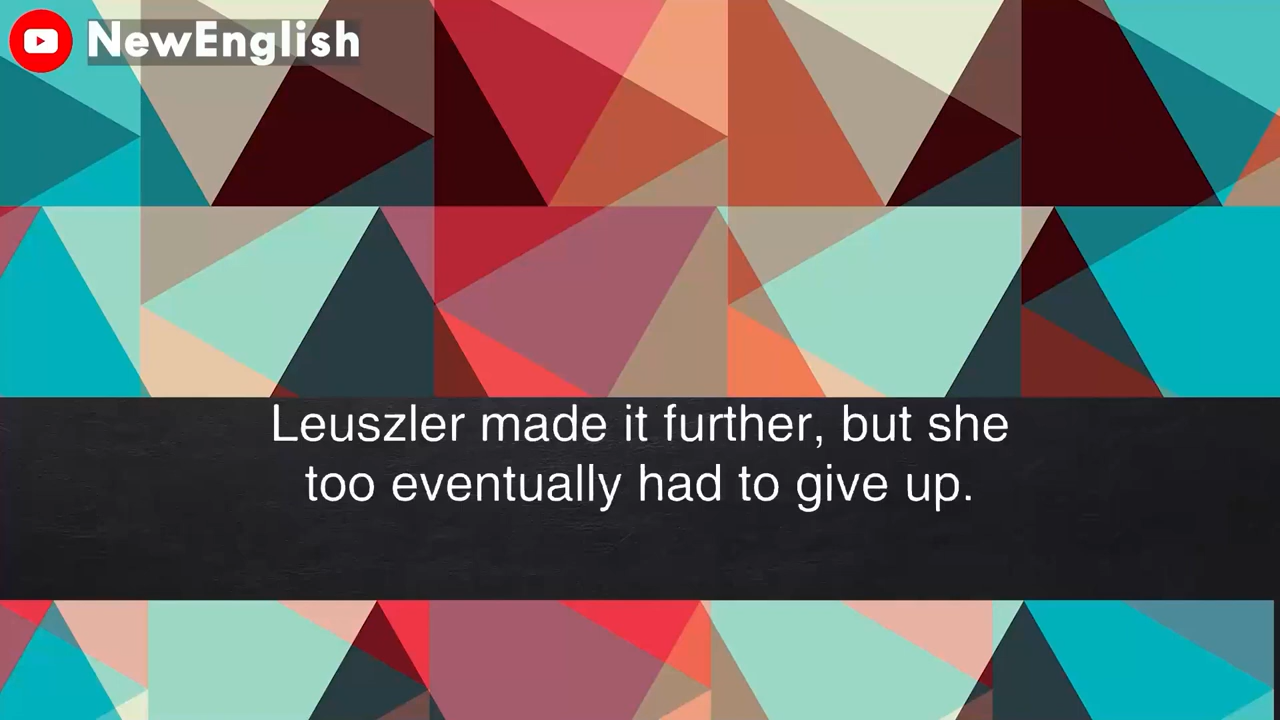 NewEnglish
Leuszler made it further, but she
too eventually had to give up.